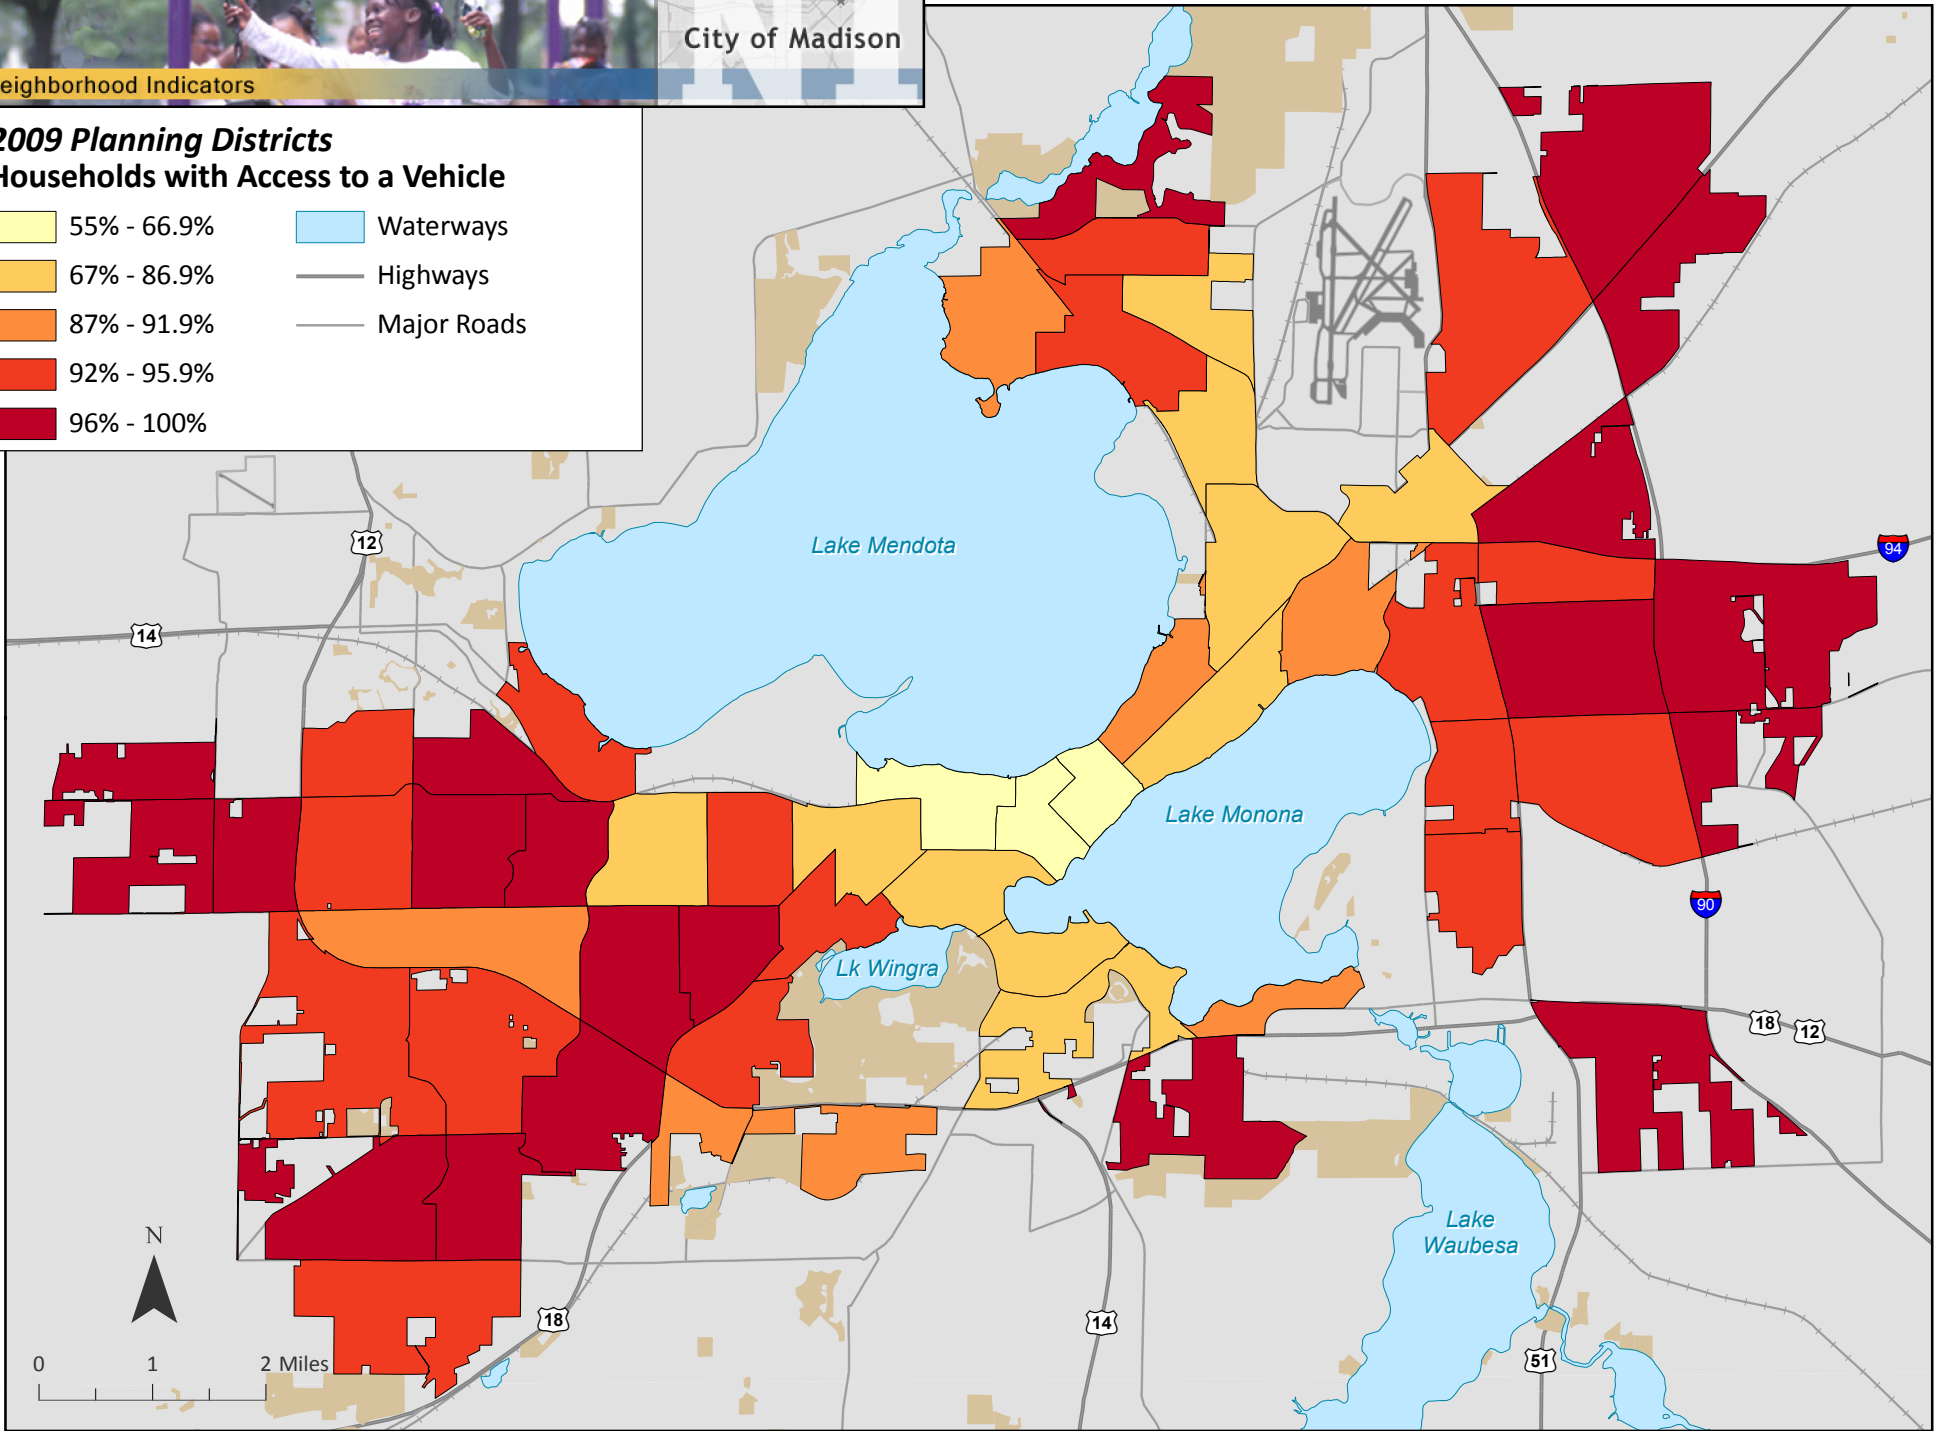 City of Madison
eighborhood Indicators
2009 Planning Districts
Households with Access to a Vehicle
55% - 66.9%
67% - 86.9%
87% - 91.9%
92% - 95.9%
96% - 100%
Waterways
Highways
Major Roads
12
14
94
Lake Mendota
Lake Monona
90
Lk Wingra
18
12
Lake
Waubesa
N
18
14
51
0
1
2 Miles